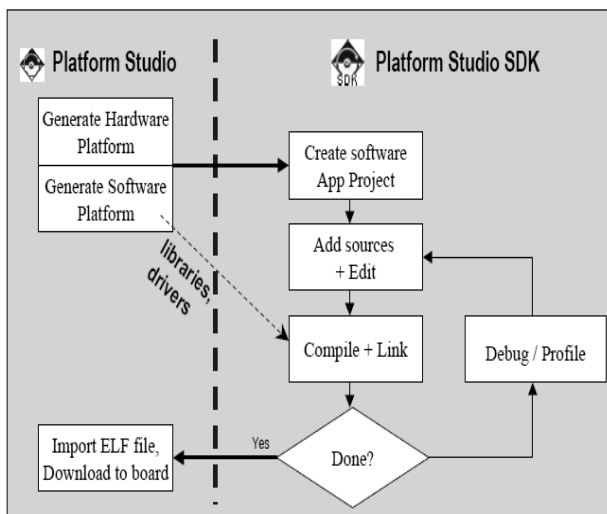 Platform Studio
SDK
Platform Studio SDK
Generate Hardware
Platform
Generate Software
Platform
Create software
App Project
libraries,
drivers
Add sources
+ Edit
Compile + Link
Debug / Profile
Done?
Yes
Import ELF file,
Download to board